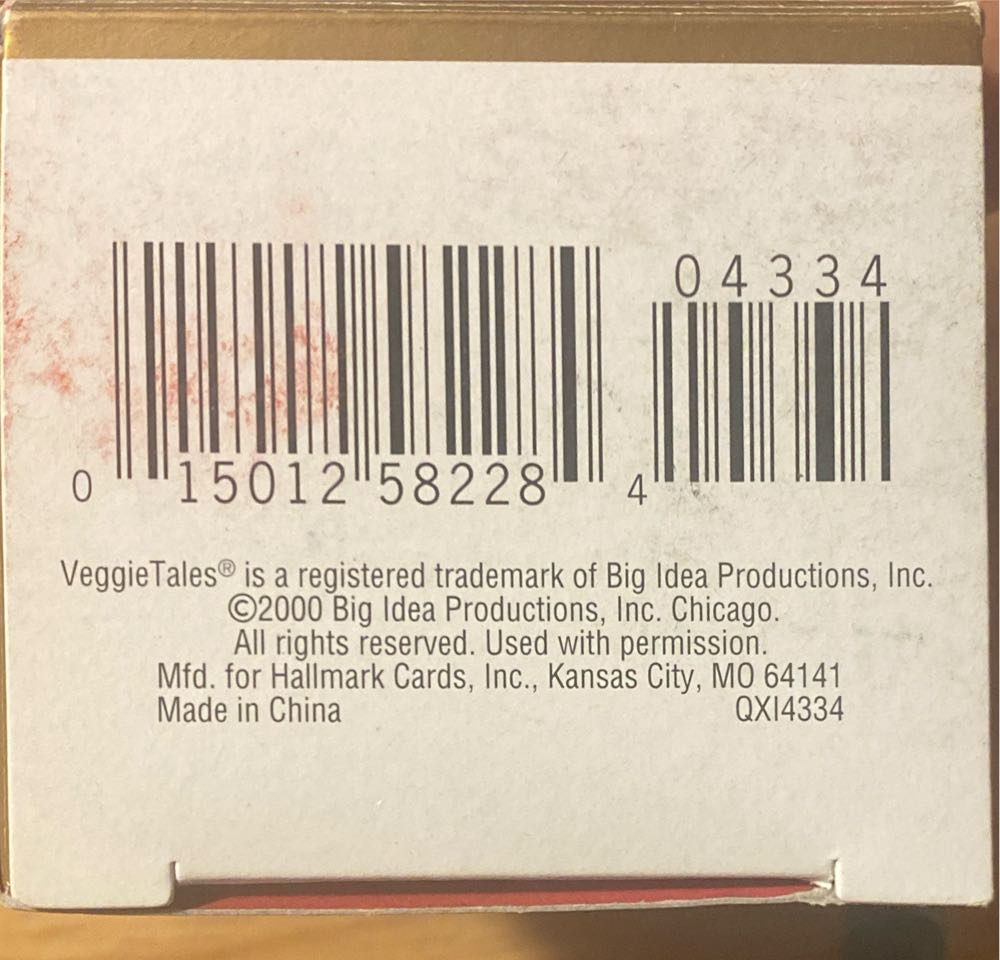 04334
0 15012 58228 4
VeggieTales® is a registered trademark of Big Idea Productions, Inc.
©2000 Big Idea Productions, Inc. Chicago.
All rights reserved. Used with permission.
Mfd. for Hallmark Cards, Inc., Kansas City, MO 64141
Made in China QXI4334